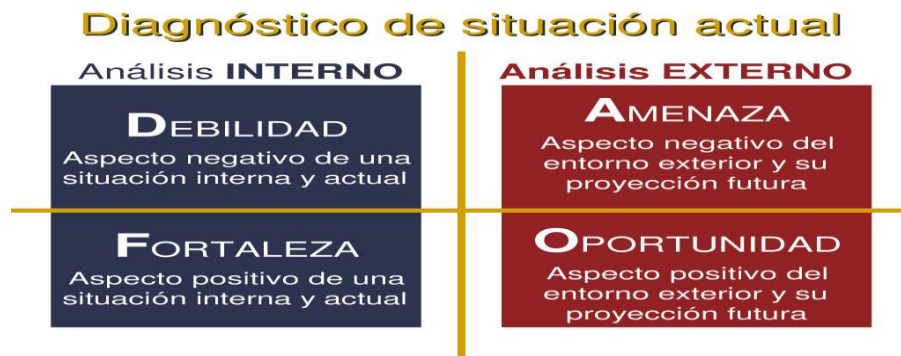 Diagnóstico de situación actual
Análisis INTERNO
DEBILIDAD
Aspecto negativo de una
situación interna y actual
FORTALEZA
Aspecto positivo de una
situación interna y actual
Análisis EXTERNO
AMENAZA
Aspecto negativo del
entorno exterior y su
proyección futura
OPORTUNIDAD
Aspecto positivo del
entorno exterior y su
proyección futura